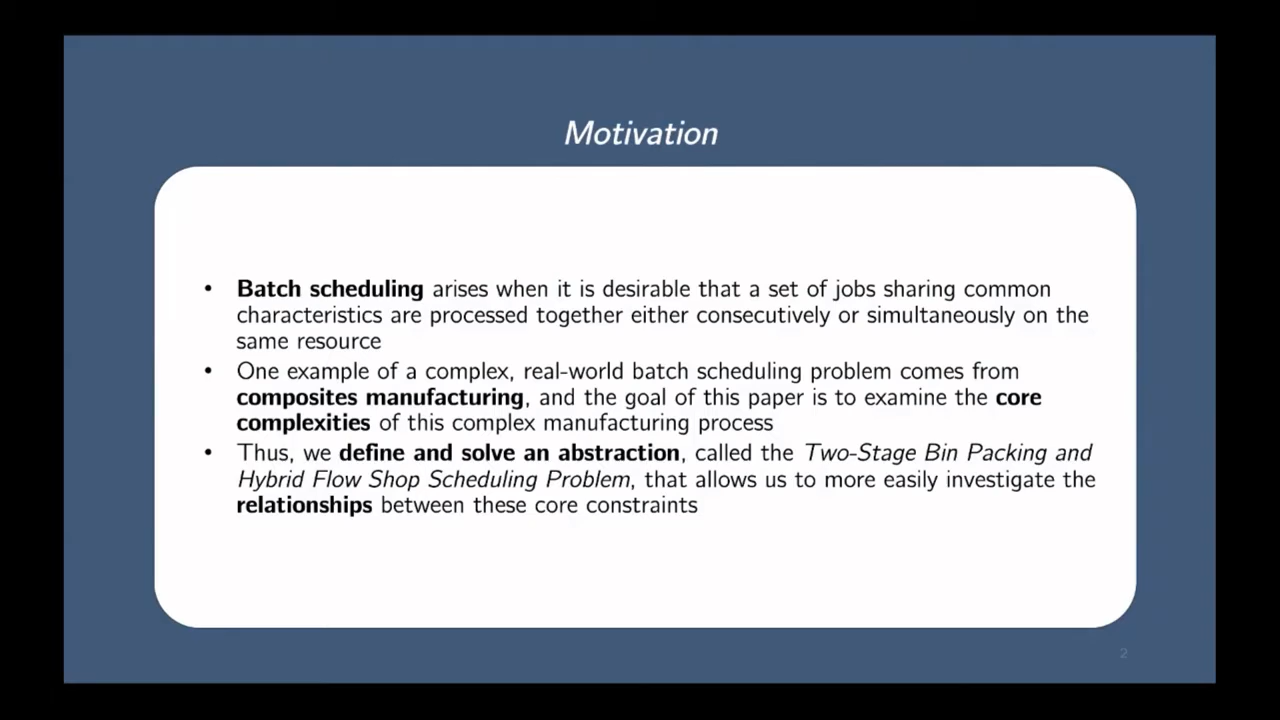 Motivation
• Batch scheduling arises when it is desirable that a set of jobs sharing common
characteristics are processed together either consecutively or simultaneously on the
same resource
• One example of a complex, real-world batch scheduling problem comes from
composites manufacturing, and the goal of this paper is to examine the core
complexities of this complex manufacturing process
• Thus, we define and solve an abstraction, called the Two-Stage Bin Packing and
Hybrid Flow Shop Scheduling Problem, that allows us to more easily investigate the
relationships between these core constraints
2